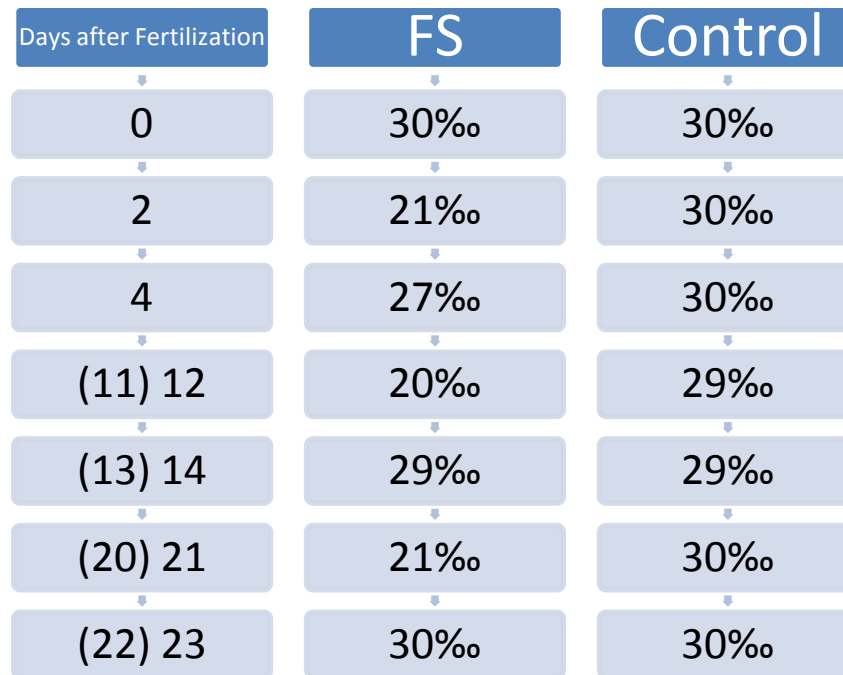 Days after Fertilization FS Control
0 30‰ 30‰
2 21‰ 30‰
4 27‰ 30‰
(11) 12 20‰ 29‰
(13) 14 29‰ 29‰
(20) 21 21‰ 30‰
(22) 23 30‰ 30‰